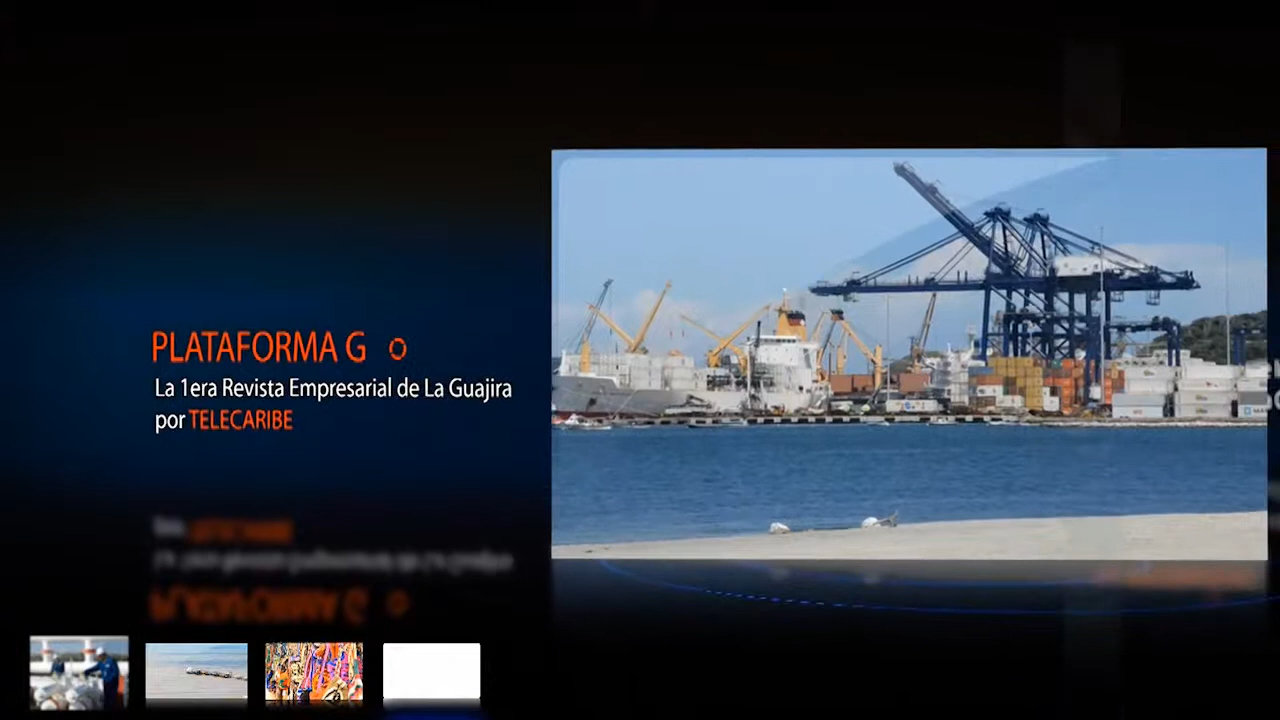 PLATAFORMA G O
La 1era Revista Empresarial de La Guajira
por TELECARIBE